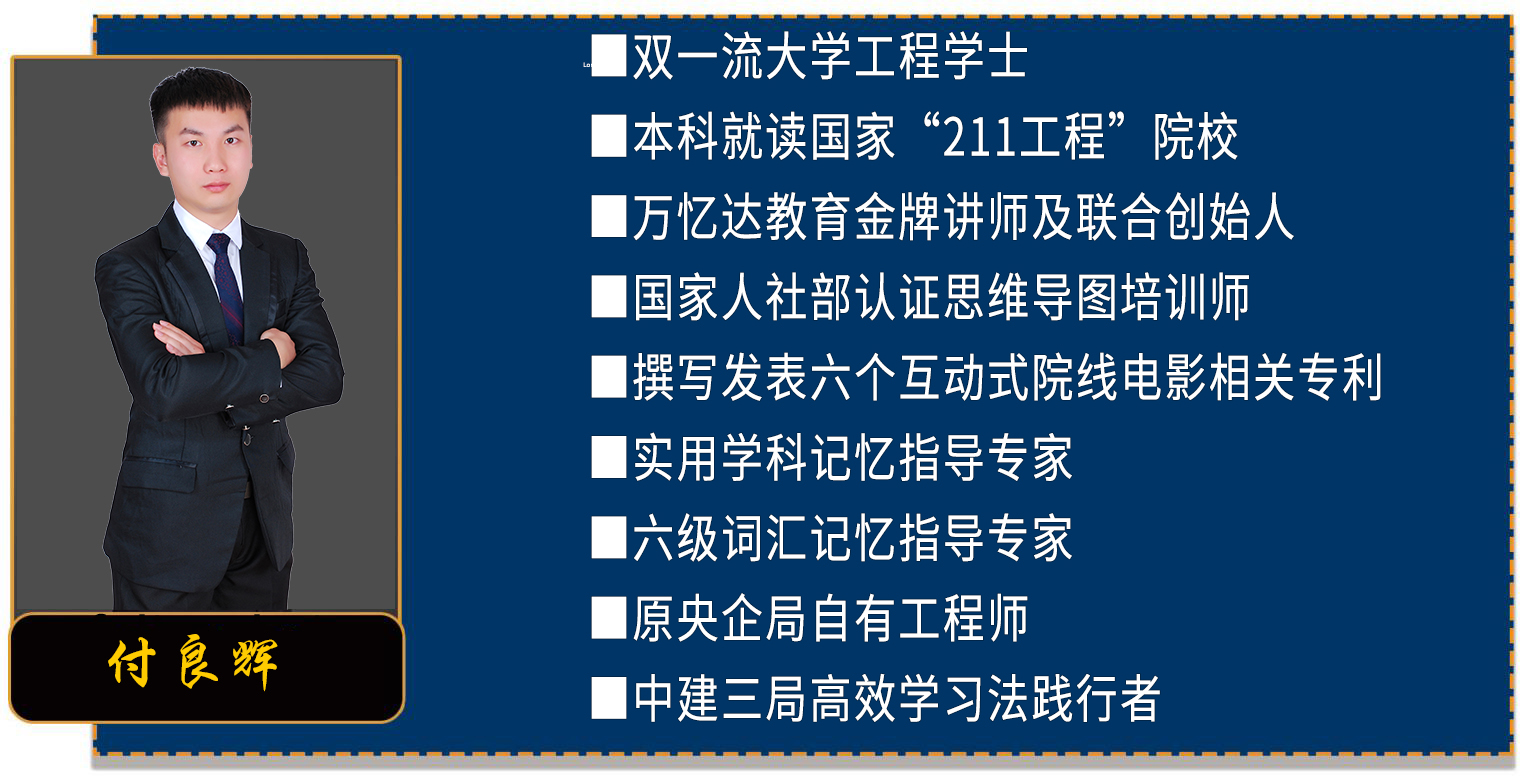 ■双一流大学工程学士
■本科就读国家“211工程”院校
■万忆达教育金牌讲师及联合创始人
■国家人社部认证思维导图培训师
■撰写发表六个互动式院线电影相关专利
■实用学科记忆指导专家
■六级词汇记忆指导专家
■原央企局自有工程师
■中建三局高效学习法践行者
付良辉